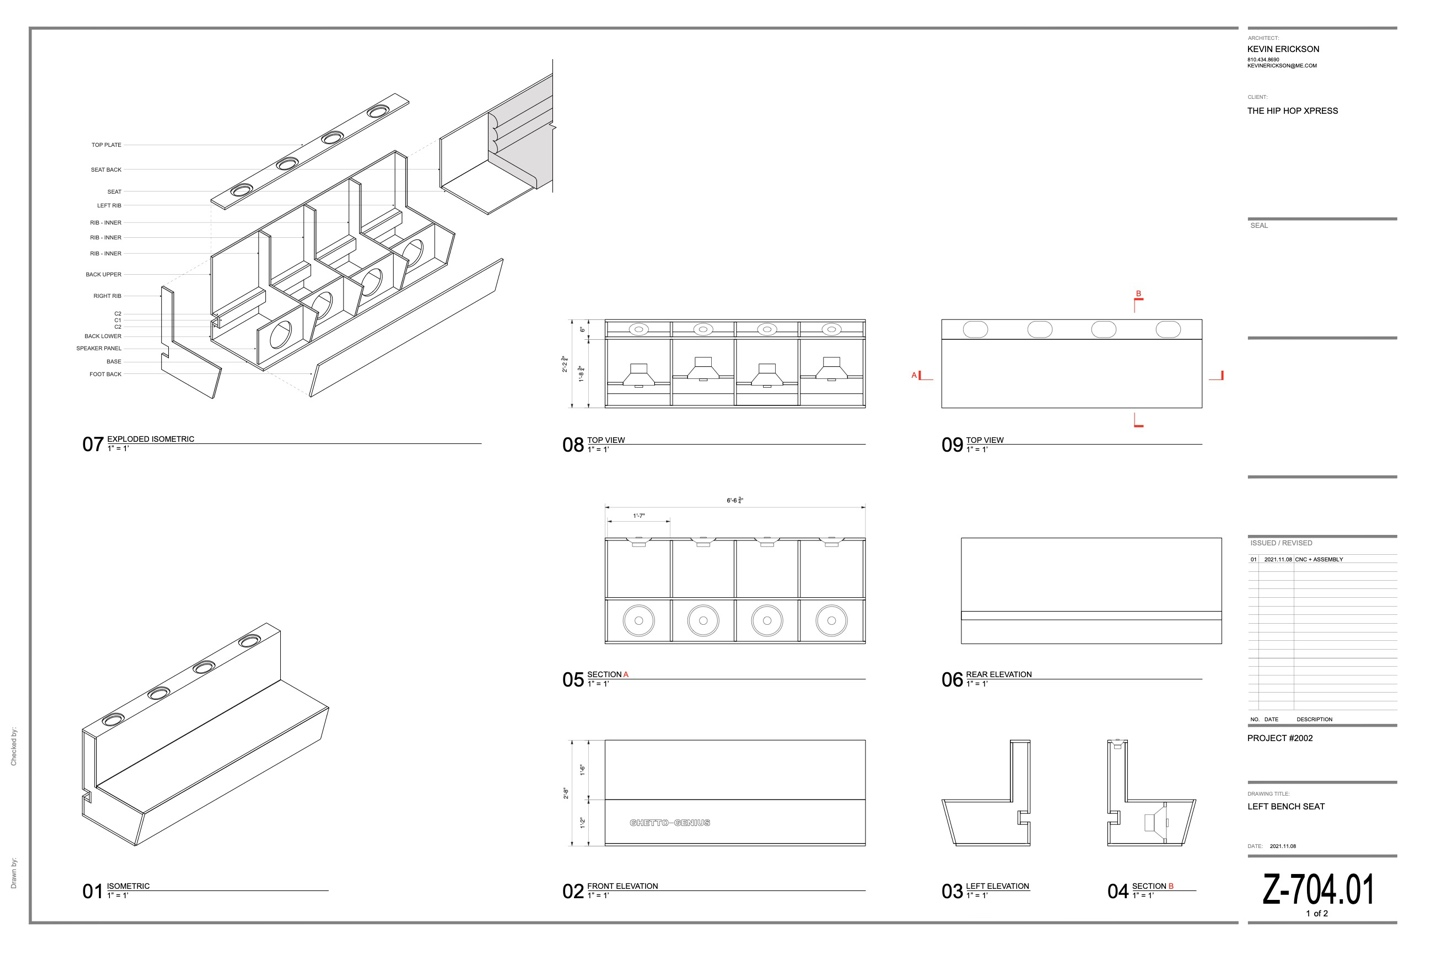 TOP PLATE
SEAT BACK
SEAT
LEFT RIB
RIB - INNER
RIB - INNER
RIB - INNER
BACK UPPER
RIGHT RIB
C2
C1
C2
BACK LOWER
SPEAKER PANEL
BASE
FOOT BACK
07 EXPLODED ISOMETRIC
1" = 1'
6"
2'-2 3/4"
1'-8 3/4"
08 TOP VIEW
1" = 1'
B
A
09 TOP VIEW
1" = 1'
6'-6 3/4"
1'-7"
05 SECTION A
1" = 1'
06 REAR ELEVATION
1" = 1'
01 ISOMETRIC
1" = 1'
2'-8"
1'-6"
1'-2"
GHETTO-GENIUS
02 FRONT ELEVATION
1" = 1'
03 LEFT ELEVATION
1" = 1'
04 SECTION B
1" = 1'
Checked by:
Drawn by:
ARCHITECT:
KEVIN ERICKSON
810.434.8690
KEVINERICKSON@ME.COM
CLIENT:
THE HIP HOP XPRESS
SEAL
ISSUED / REVISED
01 2021.11.08 CNC + ASSEMBLY
NO. DATE DESCRIPTION
PROJECT #2002
DRAWING TITLE:
LEFT BENCH SEAT
DATE: 2021.11.08
Z-704.01
1 of 2